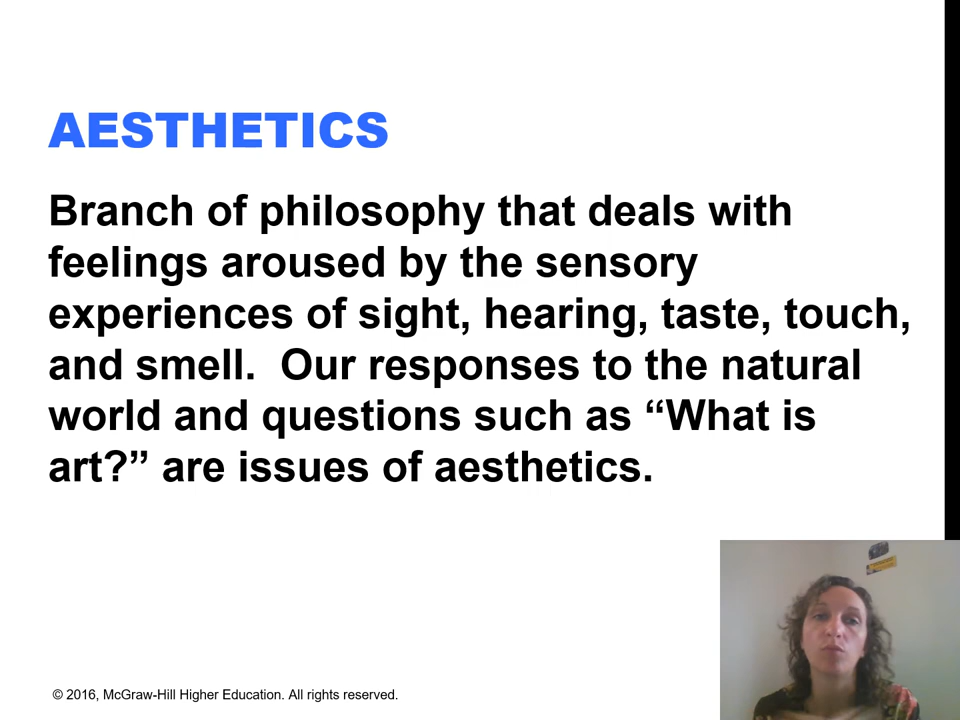 AESTHETICS
Branch of philosophy that deals with
feelings aroused by the sensory
experiences of sight, hearing, taste, touch,
and smell.  Our responses to the natural
world and questions such as “What is
art?” are issues of aesthetics.
© 2016, McGraw-Hill Higher Education. All rights reserved.